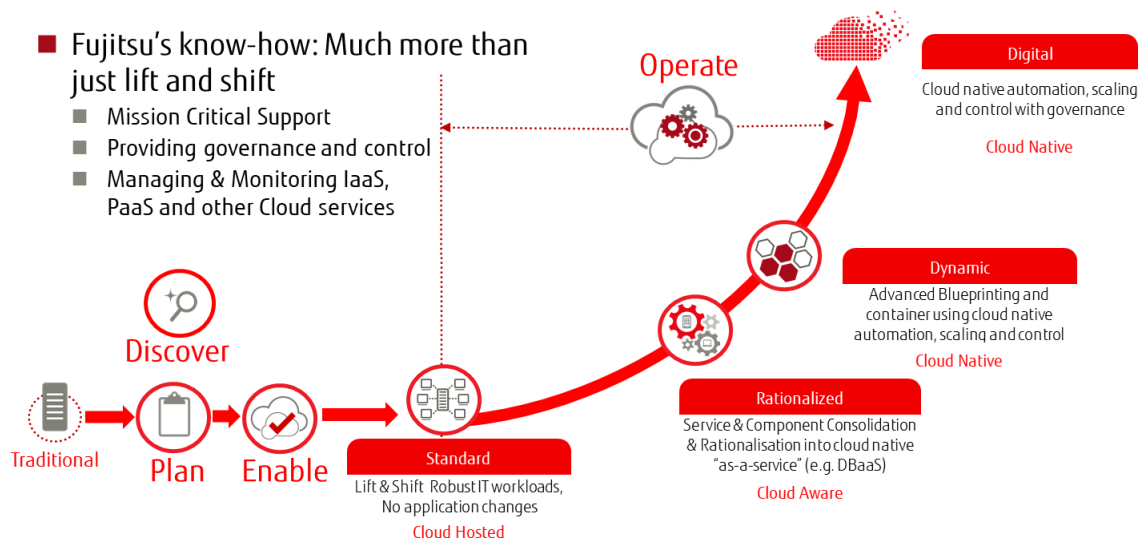 Fujitsu's know-how: Much more than
just lift and shift
Mission Critical Support
Providing governance and control
Managing & Monitoring IaaS,
PaaS and other Cloud services
Operate
Digital
Cloud native automation, scaling
and control with governance
Cloud Native
Dynamic
Advanced Blueprinting and
container using cloud native
automation, scaling and control
Cloud Native
Discover
Traditional
Plan
Enable
Standard
Lift & Shift Robust IT workloads,
No application changes
Cloud Hosted
Rationalized
Service & Component Consolidation
& Rationalisation into cloud native
"as-a-service" (e.g. DBaaS)
Cloud Aware